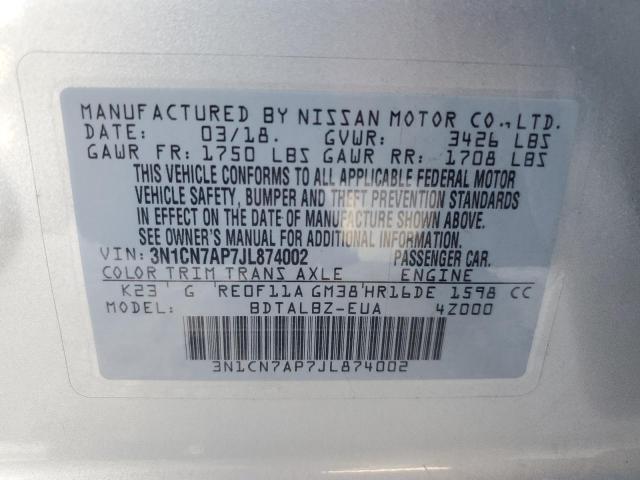 MANUFACTURED BY NISSAN MOTOR CO.,LTD.
DATE: 03/18. GVWR: 3426 LBS
GAWR FR: 1750 LBS GAWR RR: 1708 LBS
THIS VEHICLE CONFORMS TO ALL APPLICABLE FEDERAL MOTOR
VEHICLE SAFETY, BUMPER AND THEFT PREVENTION STANDARDS
IN EFFECT ON THE DATE OF MANUFACTURE SHOWN ABOVE.
SEE OWNER'S MANUAL FOR ADDITIONAL INFORMATION.
VIN: 3N1CN7AP7JL874002 PASSENGER CAR.
COLOR TRIM TRANS AXLE ENGINE
K23 G RE0F11A GM38 HR16DE 1598 CC
MODEL: BDTALBZ-EUA 4Z000
3N1CN7AP7JL874002